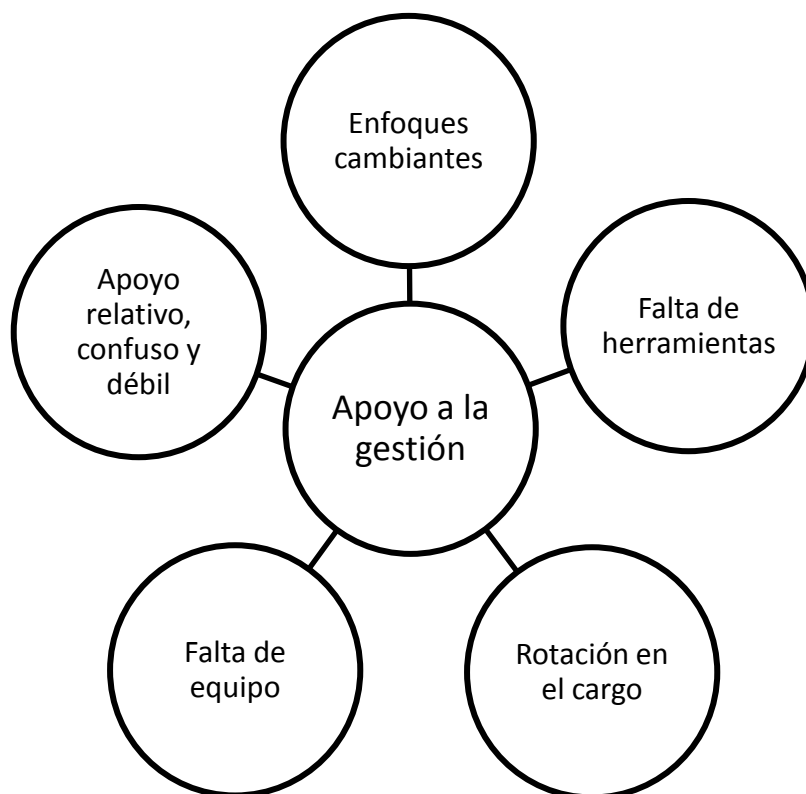 Enfoques
cambiantes
Falta de
herramientas
Rotación en
el cargo
Falta de
equipo
Apoyo
relativo,
confuso y
débil
Apoyo a la
gestión